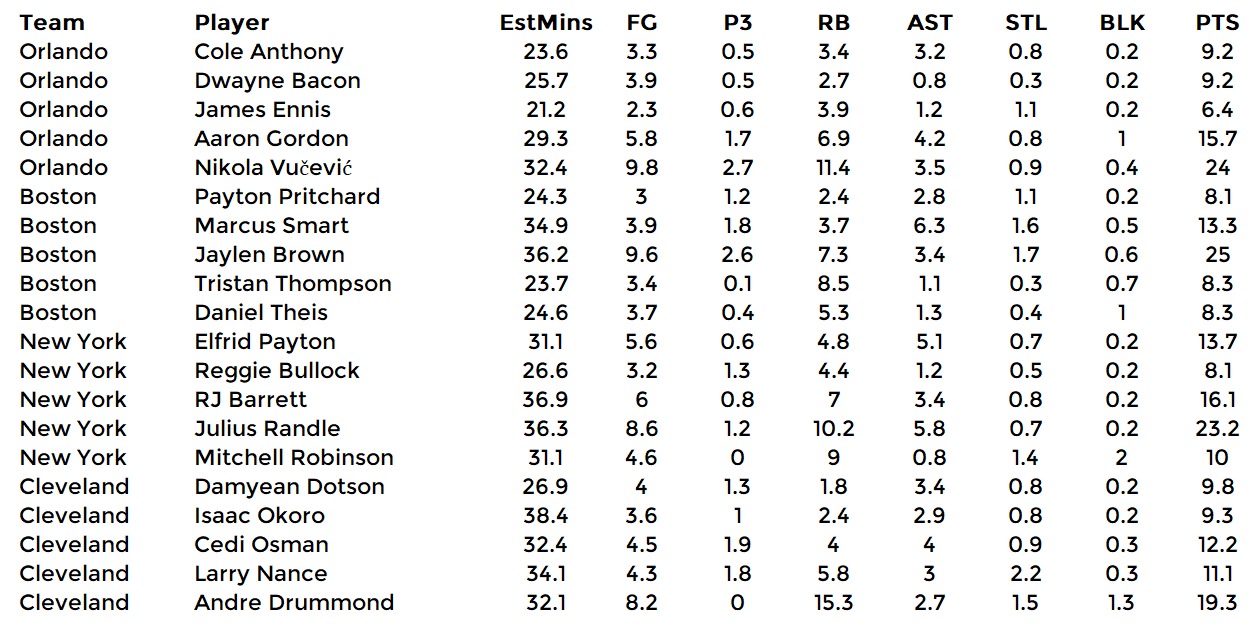 Team Player EstMins FG P3 RB AST STL BLK PTS
Orlando Cole Anthony 23.6 3.3 0.5 3.4 3.2 0.8 0.2 9.2
Orlando Dwayne Bacon 25.7 3.9 0.5 2.7 0.8 0.3 0.2 9.2
Orlando James Ennis 21.2 2.3 0.6 3.9 1.2 1.1 0.2 6.4
Orlando Aaron Gordon 29.3 5.8 1.7 6.9 4.2 0.8 1 15.7
Orlando Nikola Vučević 32.4 9.8 2.7 11.4 3.5 0.9 0.4 24
Boston Payton Pritchard 24.3 3 1.2 2.4 2.8 1.1 0.2 8.1
Boston Marcus Smart 34.9 3.9 1.8 3.7 6.3 1.6 0.5 13.3
Boston Jaylen Brown 36.2 9.6 2.6 7.3 3.4 1.7 0.6 25
Boston Tristan Thompson 23.7 3.4 0.1 8.5 1.1 0.3 0.7 8.3
Boston Daniel Theis 24.6 3.7 0.4 5.3 1.3 0.4 1 8.3
New York Elfrid Payton 31.1 5.6 0.6 4.8 5.1 0.7 0.2 13.7
New York Reggie Bullock 26.6 3.2 1.3 4.4 1.2 0.5 0.2 8.1
New York RJ Barrett 36.9 6 0.8 7 3.4 0.8 0.2 16.1
New York Julius Randle 36.3 8.6 1.2 10.2 5.8 0.7 0.2 23.2
New York Mitchell Robinson 31.1 4.6 0 9 0.8 1.4 2 10
Cleveland Damyean Dotson 26.9 4 1.3 1.8 3.4 0.8 0.2 9.8
Cleveland Isaac Okoro 38.4 3.6 1 2.4 2.9 0.8 0.2 9.3
Cleveland Cedi Osman 32.4 4.5 1.9 4 4 0.9 0.3 12.2
Cleveland Larry Nance 34.1 4.3 1.8 5.8 3 2.2 0.3 11.1
Cleveland Andre Drummond 32.1 8.2 0 15.3 2.7 1.5 1.3 19.3